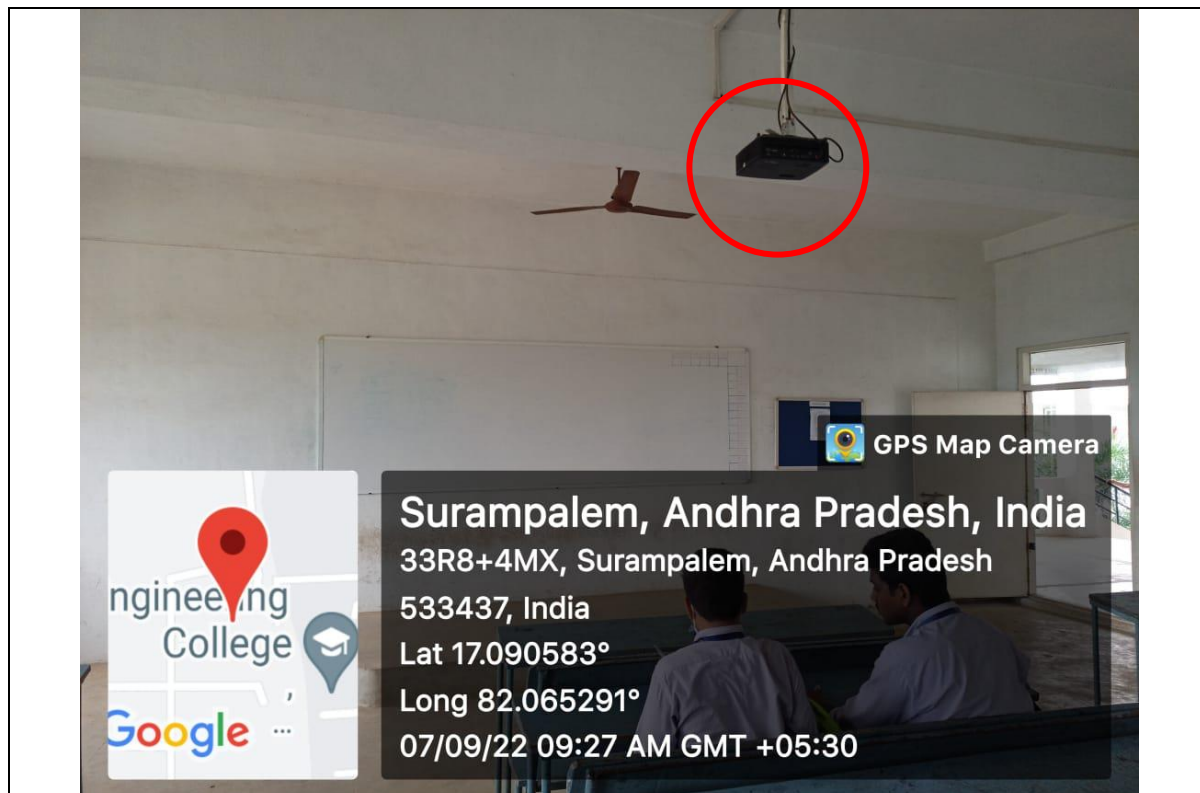 GPS Map Camera
Surampalem, Andhra Pradesh, India
33R8+4MX, Surampalem, Andhra Pradesh
533437, India
Lat 17.090583°
Long 82.065291°
07/09/22 09:27 AM GMT +05:30
ngineering
College
,
Google ...